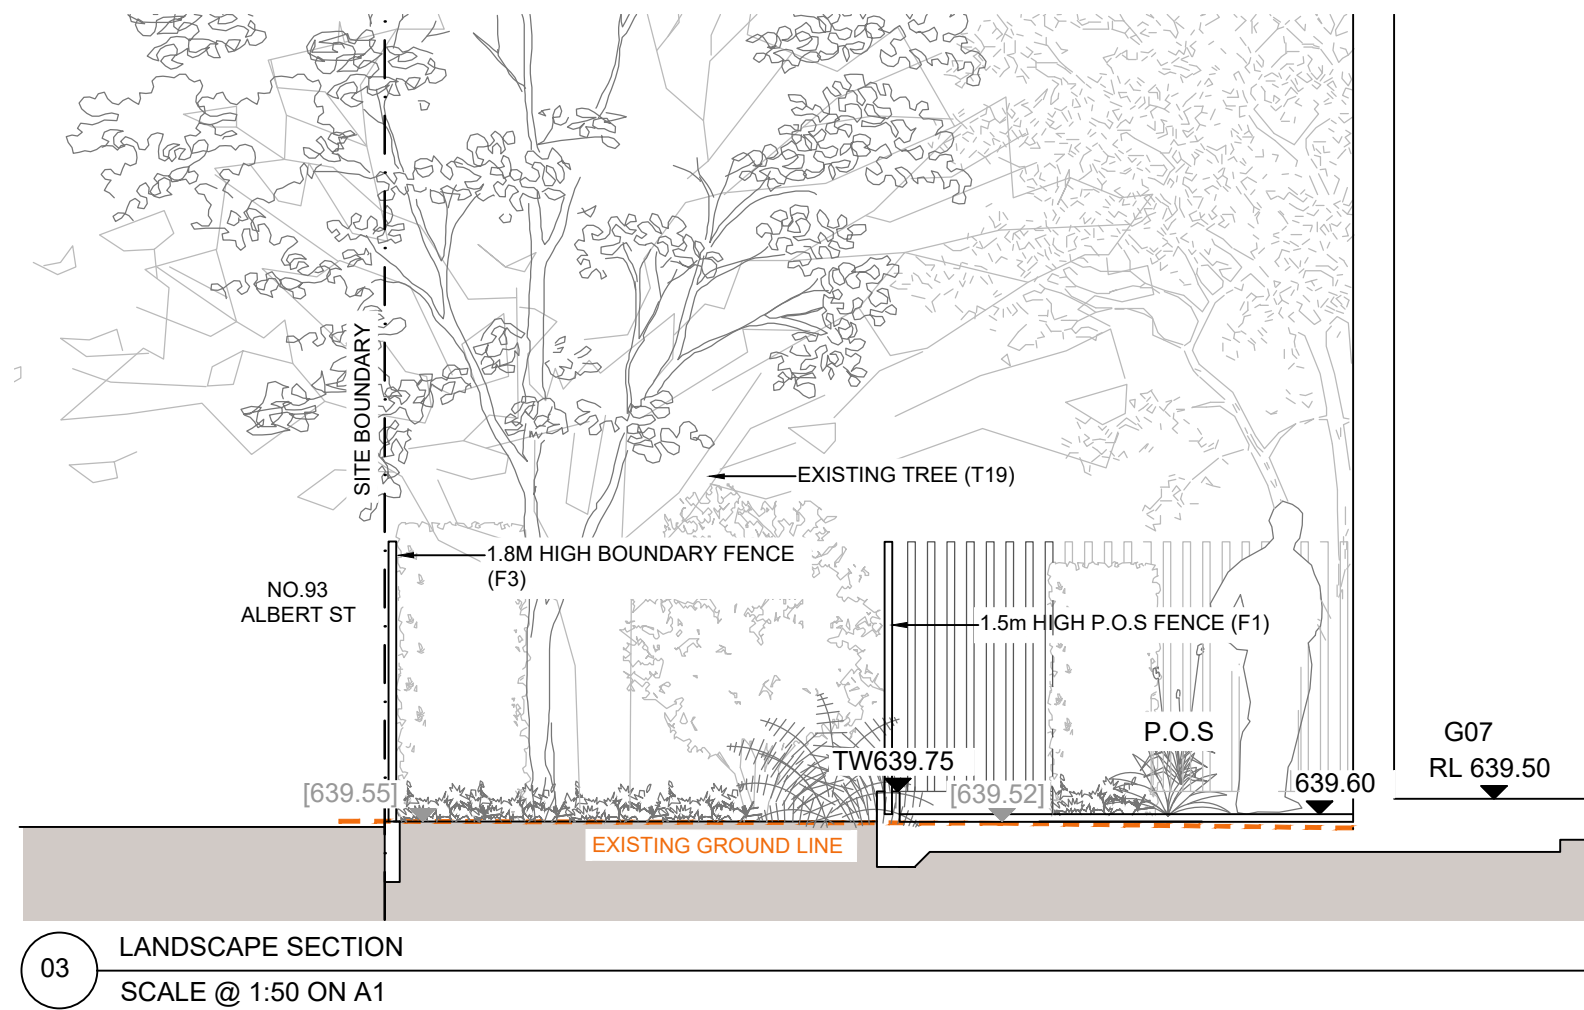 SITE BOUNDARY
EXISTING TREE (T19)
1.8M HIGH BOUNDARY FENCE
(F3)
NO.93
ALBERT ST
1.5m HIGH P.O.S FENCE (F1)
P.O.S
G07
RL 639.50
TW639.75
639.60
[639.55]
[639.52]
EXISTING GROUND LINE
03
LANDSCAPE SECTION
SCALE @ 1:50 ON A1